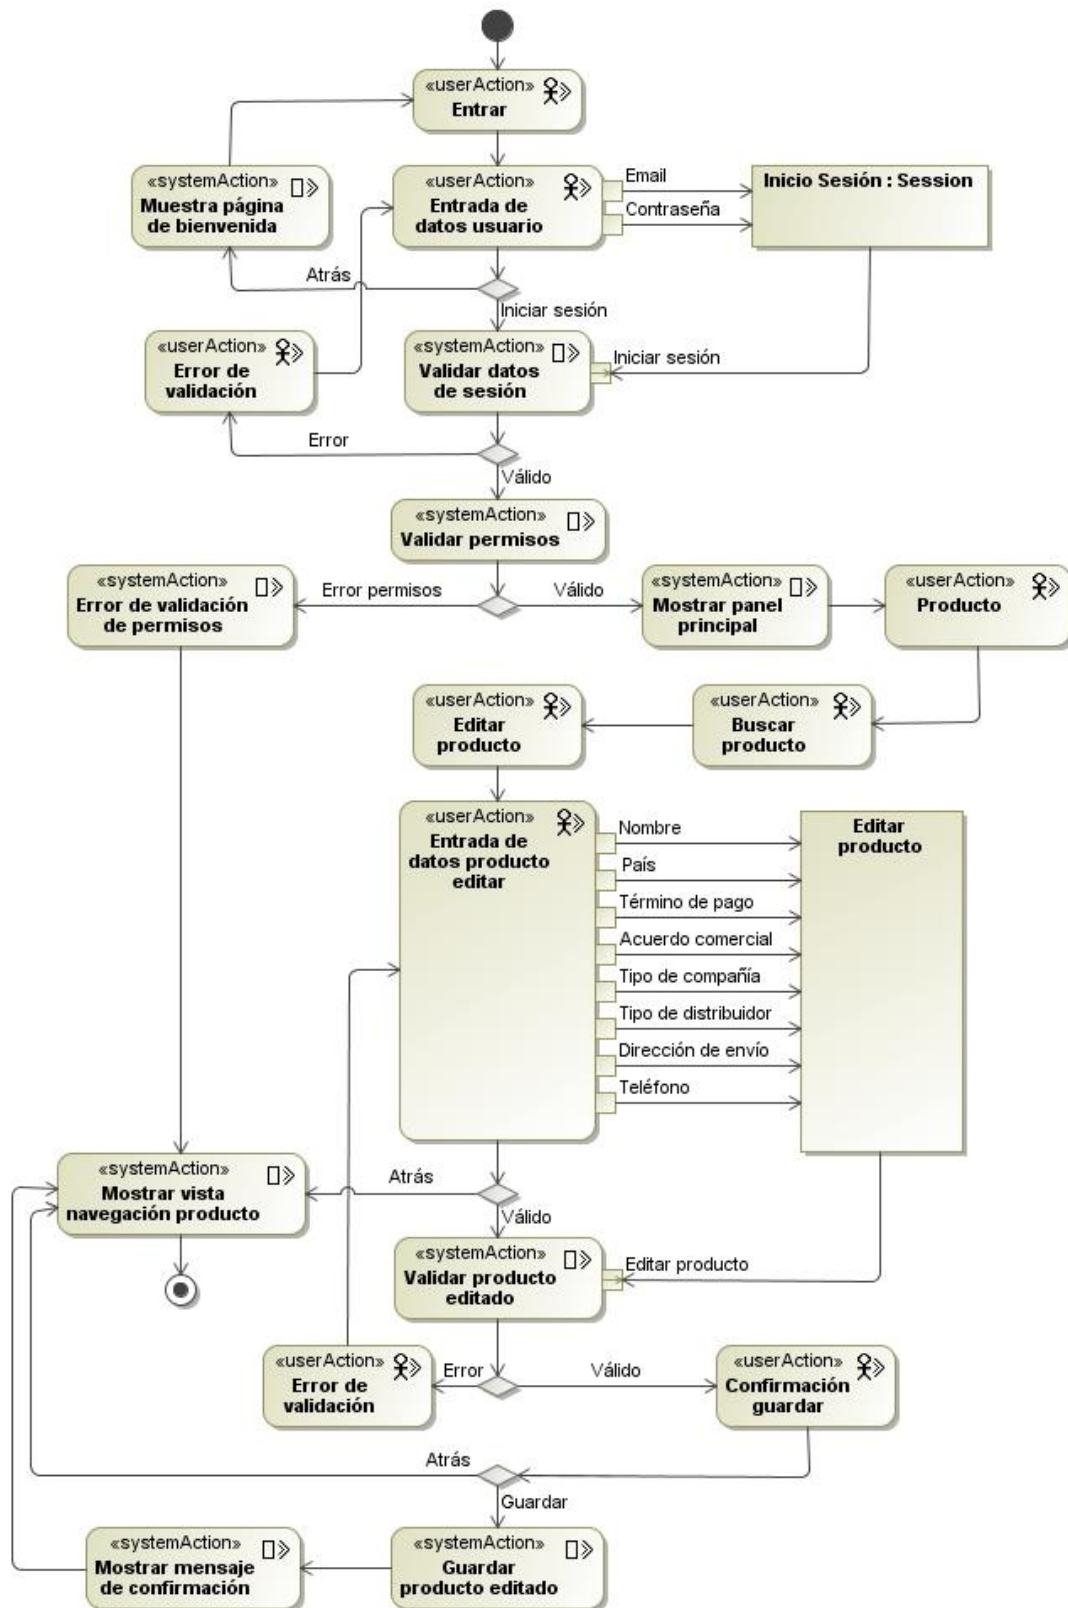 «userAction»
Entrar
«systemAction»
Muestra página
de bienvenida
«userAction»
Entrada de
datos usuario
Email
Contraseña
Inicio Sesión : Session
Atrás
Iniciar sesión
«userAction»
Error de
validación
«systemAction»
Validar datos
de sesión
Iniciar sesión
Error
Válido
«systemAction»
Validar permisos
«systemAction»
Error de validación
de permisos
Error permisos
Válido
«systemAction»
Mostrar panel
principal
«userAction»
Producto
«userAction»
Editar
producto
«userAction»
Buscar
producto
«userAction»
Entrada de
datos producto
editar
Nombre
País
Término de pago
Acuerdo comercial
Tipo de compañía
Tipo de distribuidor
Dirección de envío
Teléfono
Editar
producto
«systemAction»
Mostrar vista
navegación producto
Atrás
Válido
«systemAction»
Validar producto
editado
Editar producto
«userAction»
Error de
validación
Error
Válido
«userAction»
Confirmación
guardar
Atrás
Guardar
«systemAction»
Mostrar mensaje
de confirmación
«systemAction»
Guardar
producto editado